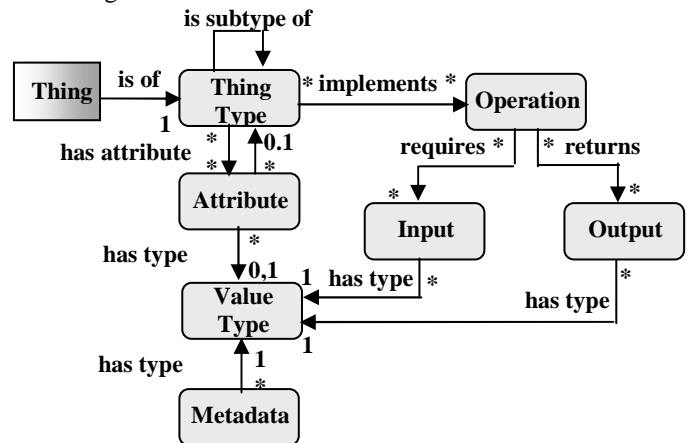 is subtype of
Thing
is of
1
Thing
Type
* implements *
Operation
has attribute
*
*
0.1
*
requires *
* returns
*
*
Attribute
Input
Output
has type
*
0,1
1
has type
*
*
Value
Type
has type
1
has type
1
*
Metadata